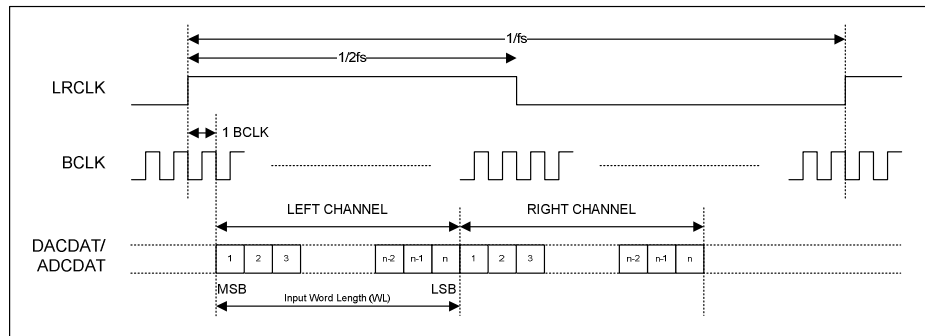 1/fs
1/2fs
LRCLK
1 BCLK
BCLK
LEFT CHANNEL
RIGHT CHANNEL
DACDAT/
ADCDAT
1 2 3 n-2 n-1 n 1 2 3 n-2 n-1 n
MSB
LSB
Input Word Length (WL)